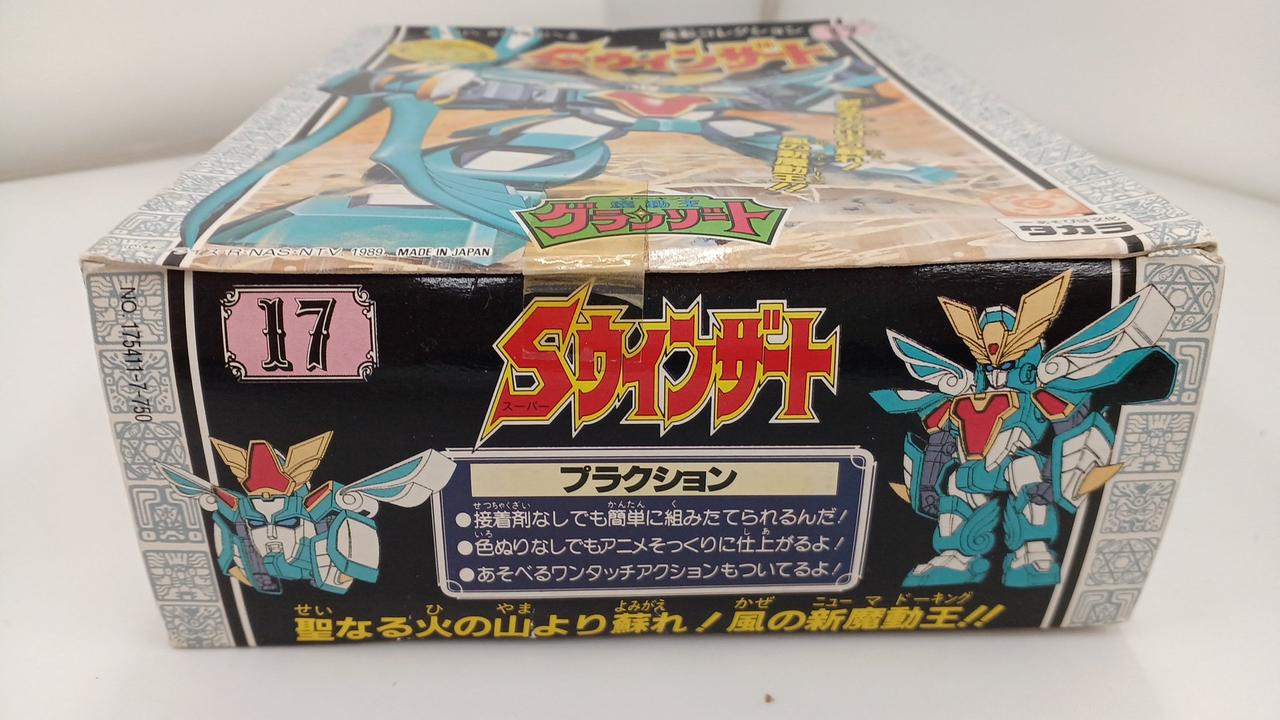 Sウインザート
魔動王
グランゾート
R・NAS・NTV. 1989 MADE IN JAPAN
タカラ
NO. 175411-7-750
17
Sウインザート
スーパー
プラクション
せっちゃくざい かんたん く
●接着剤なしでも簡単に組みたてられるんだ!
いろ し あ
●色ぬりなしでもアニメそっくりに仕上がるよ!
●あそべるワンタッチアクションもついてるよ!
せい ひ やま よみがえ かぜ ニューマドーキング
聖なる火の山より蘇れ!風の新魔動王!!